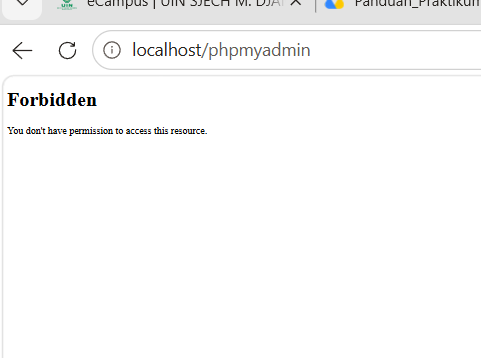 eCampus | UIN SJECH M. DJA
Panduan_Praktikum
localhost/phpmyadmin
Forbidden
You don't have permission to access this resource.